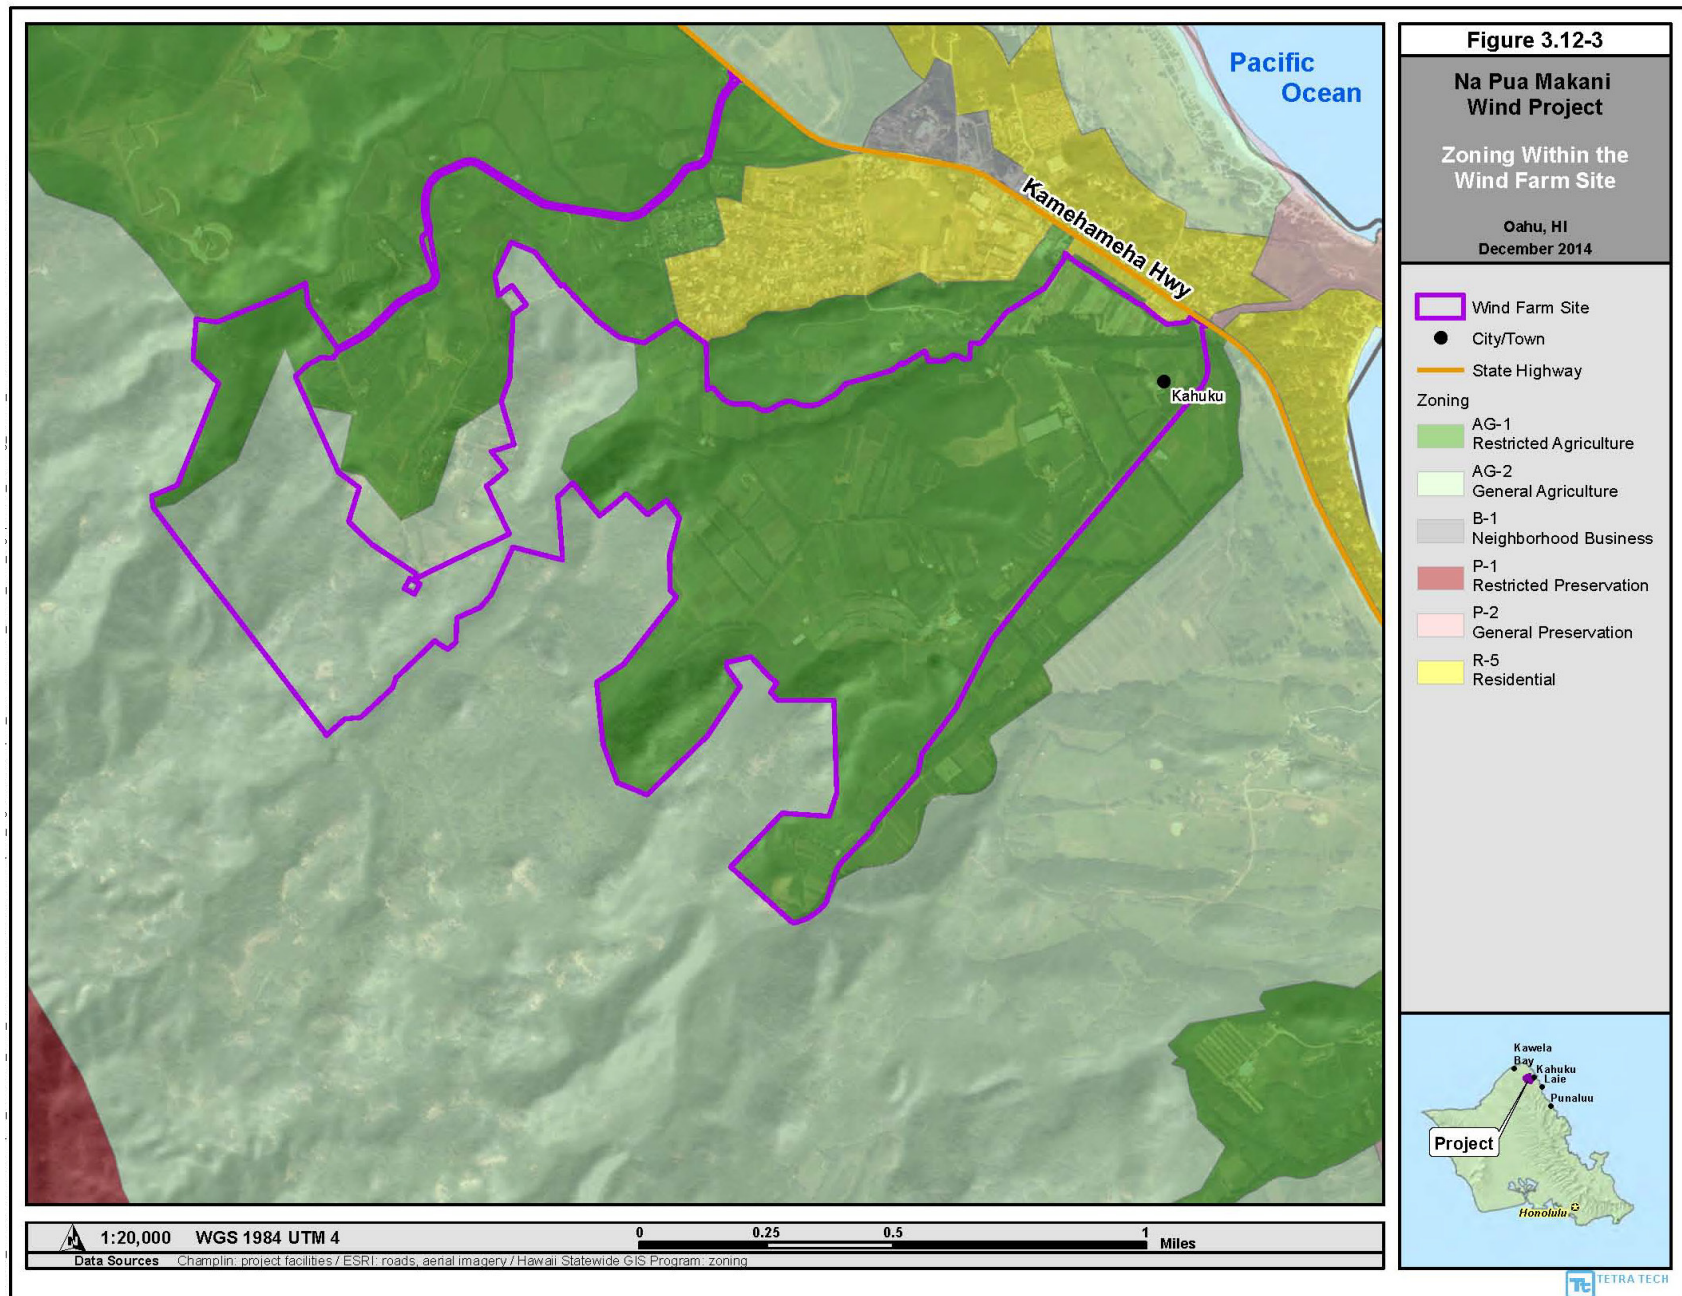 Pacific
Ocean
Kamehameha Hwy
Kahuku
Figure 3.12-3
Na Pua Makani
Wind Project
Zoning Within the
Wind Farm Site
Oahu, HI
December 2014
Wind Farm Site
City/Town
State Highway
Zoning
AG-1
Restricted Agriculture
AG-2
General Agriculture
B-1
Neighborhood Business
P-1
Restricted Preservation
P-2
General Preservation
R-5
Residential
Kawela
Bay
Kahuku
Laie
Punaluu
Project
Honolulu
N
1:20,000 WGS 1984 UTM 4
0 0.25 0.5 1
Miles
Data Sources Champlin: project facilities / ESRI: roads, aerial imagery / Hawaii Statewide GIS Program: zoning
Tt TETRA TECH